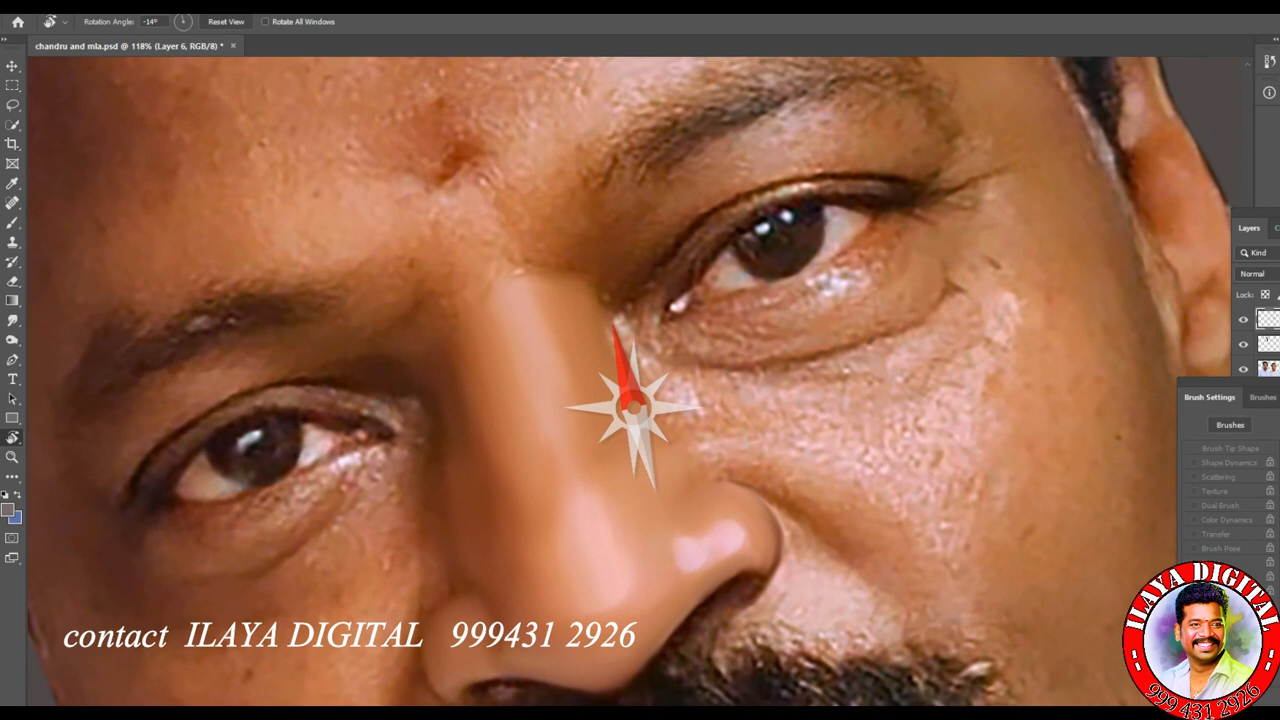 Rotation Angle: -14° Reset View Rotate All Windows
chandru and mla.psd @ 118% (Layer 6, RGB/8) * ×
Layers C
Kind
Normal
Lock:
Brush Settings Brushes
Brushes
Brush Tip Shape
Shape Dynamics
Scattering
Texture
Dual Brush
Color Dynamics
Transfer
Brush Pose
contact ILAYA DIGITAL 999431 2926
ILAYA DIGITAL
999 431 2926